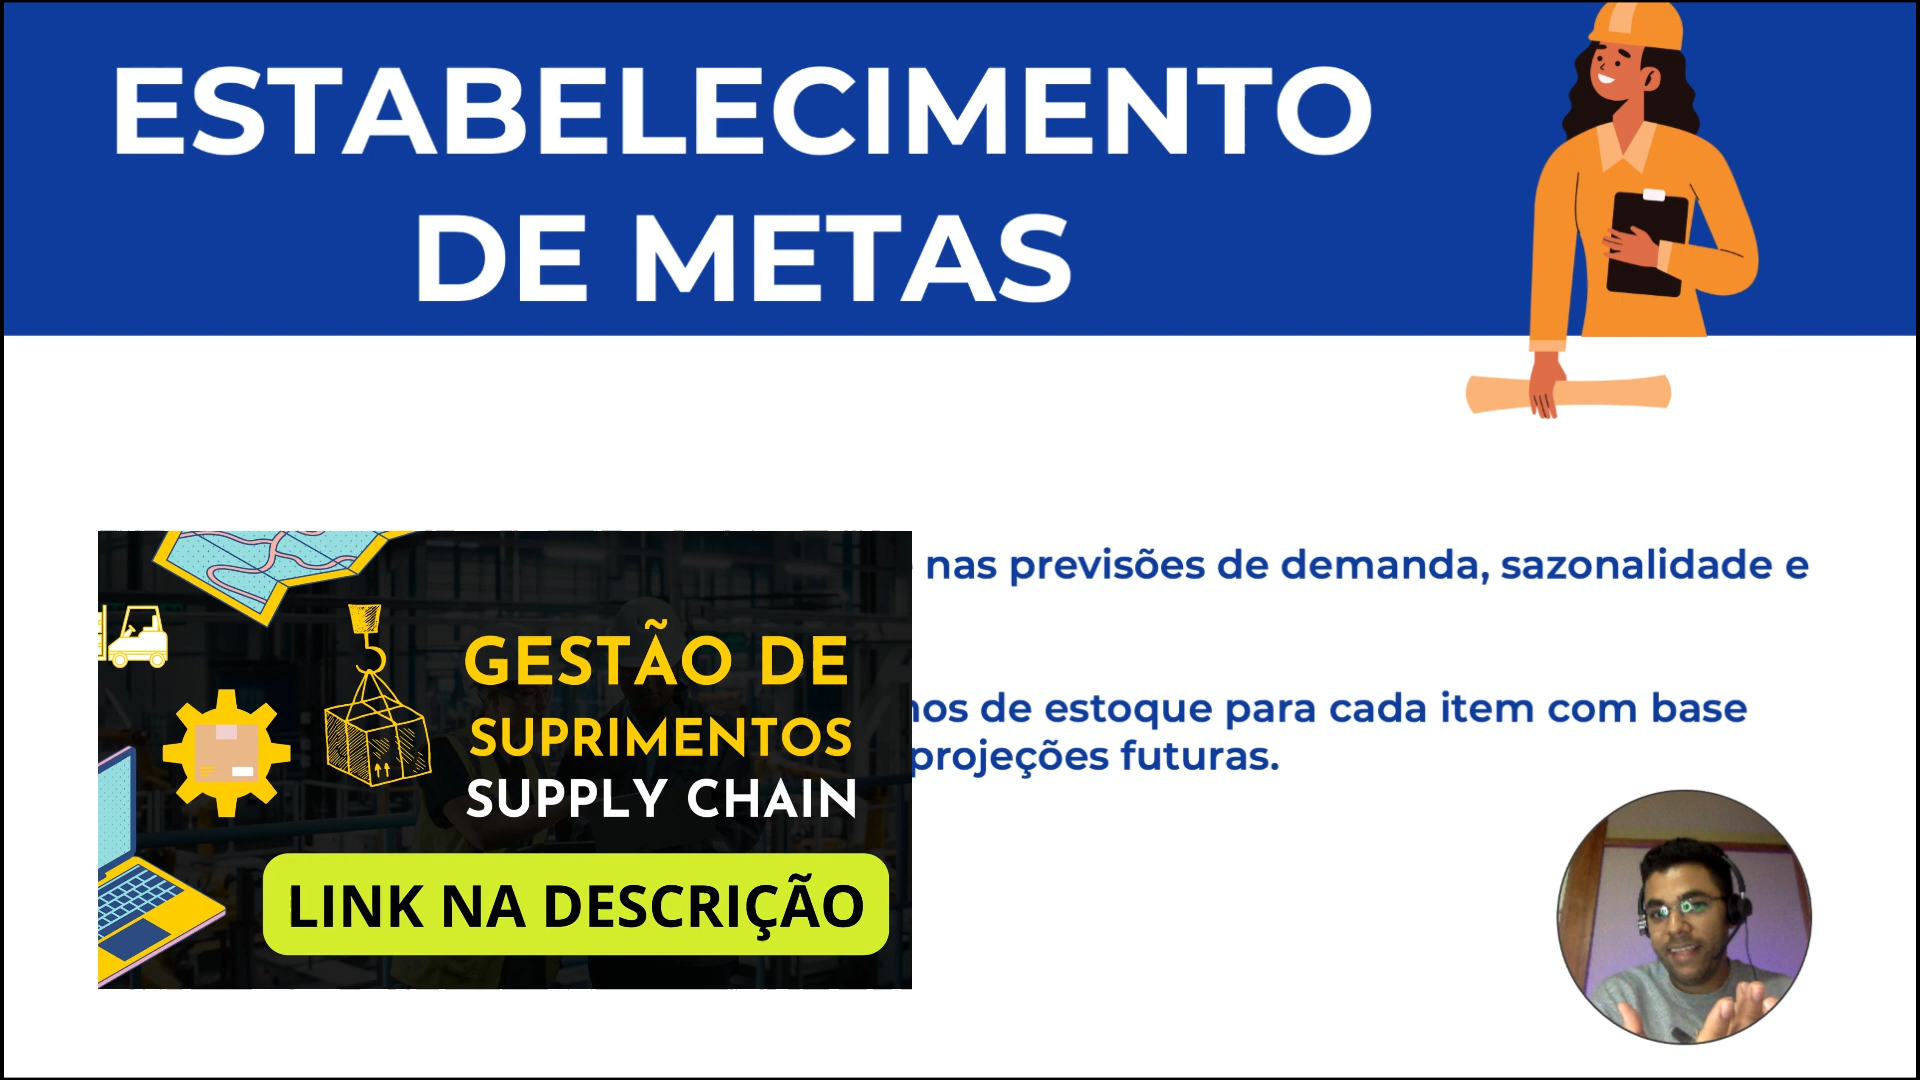 ESTABELECIMENTO
DE METAS
nas previsões de demanda, sazonalidade e
de estoque para cada item com base
projeções futuras.
GESTÃO DE
SUPRIMENTOS
SUPPLY CHAIN
LINK NA DESCRIÇÃO